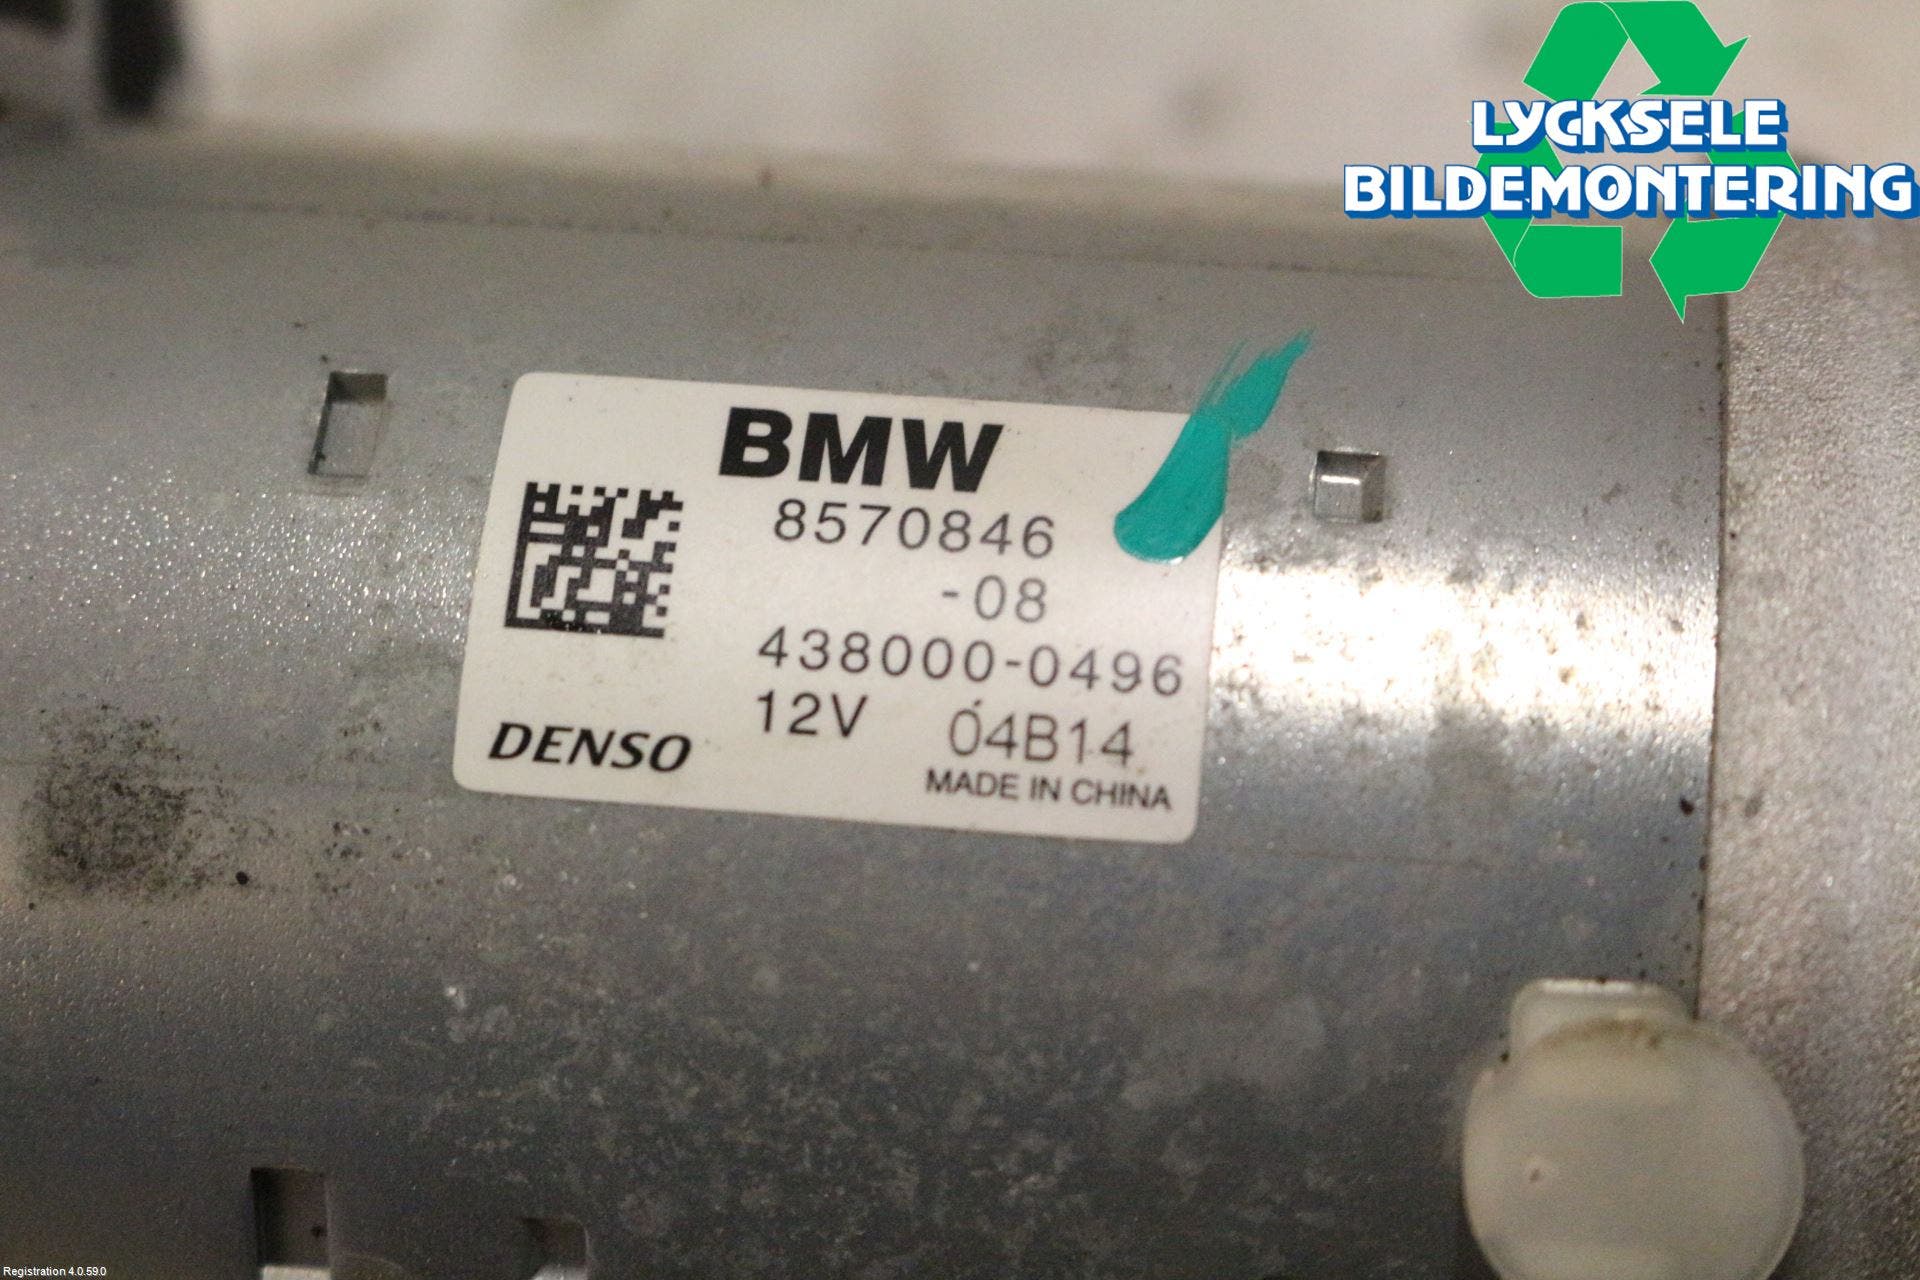 LYCKSELE
BILDEMONTERING
BMW
8570846
-08
438000-0496
12V 04B14
DENSO
MADE IN CHINA
Registration 4.0.59.0